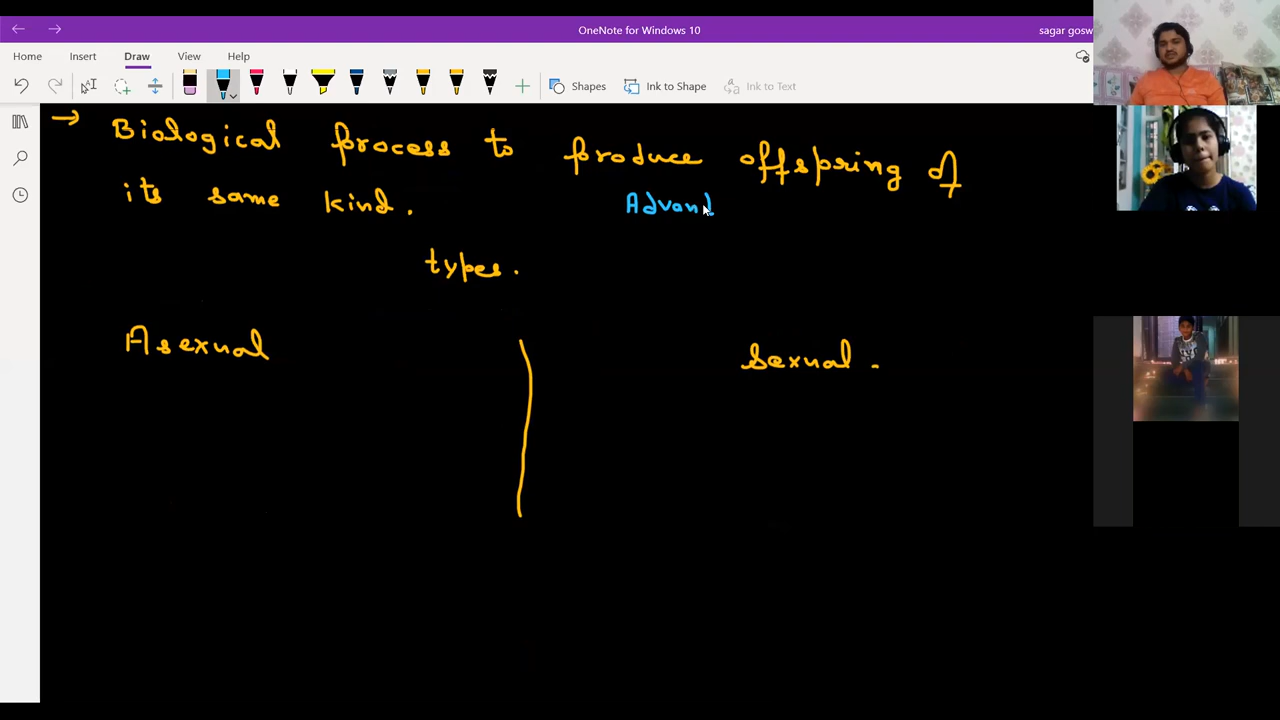 OneNote for Windows 10
sagar gosw
Home Insert Draw View Help
Shapes Ink to Shape Ink to Text
→ Biological process to produce offspring of
its same kind.
Advant
types.
Asexual
sexual.